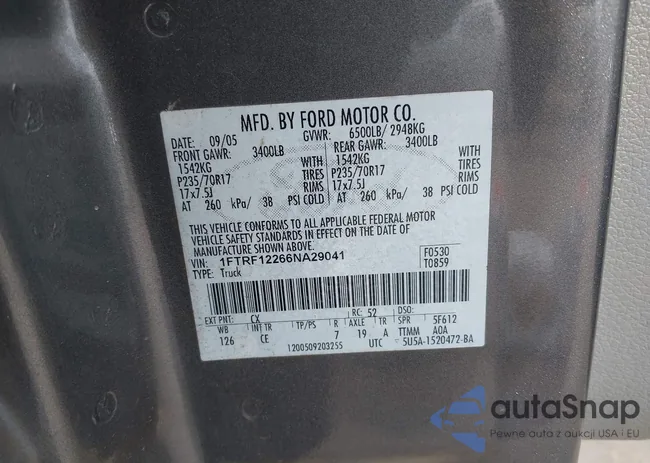 MFD. BY FORD MOTOR CO.
DATE: 09/05 GVWR: 6500LB/ 2948KG
FRONT GAWR: 3400LB REAR GAWR: 3400LB
1542KG WITH 1542KG WITH
P235/70R17 TIRES P235/70R17 TIRES
17x7.5J RIMS 17x7.5J RIMS
AT 260 kPa/ 38 PSI COLD AT 260 kPa/ 38 PSI COLD
THIS VEHICLE CONFORMS TO ALL APPLICABLE FEDERAL MOTOR
VEHICLE SAFETY STANDARDS IN EFFECT ON THE DATE OF
MANUFACTURE SHOWN ABOVE.
VIN: 1FTRF12266NA29041 F0530
TYPE: Truck T0859
EXT PNT: CX RC: 52 DSO:
WB INT TR TP/PS R AXLE TR SPR 5F612
126 CE 7 19 A TTMM AOA
1200509203255 UTC 5U5A-1520472-BA
autaSnap
Pewne auta z aukcji USA i EU